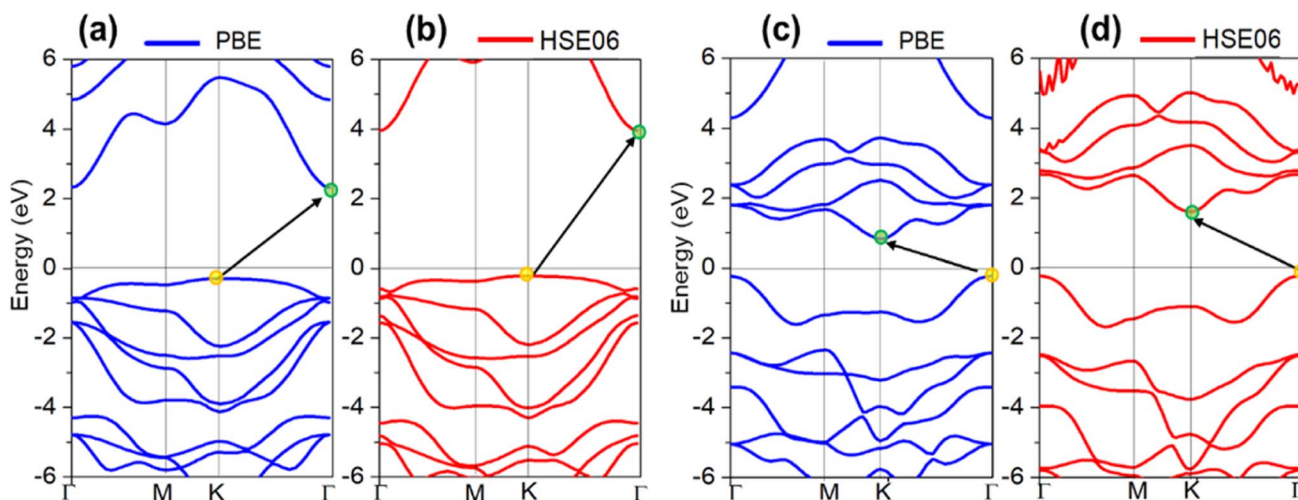 (a) PBE (b) HSE06 (c) PBE (d) HSE06
6 6 6 6
4 4 4 4
2 2 2 2
0 0 0 0
-2 -2 -2 -2
-4 -4 -4 -4
-6 -6 -6 -6
Energy (eV)
Energy (eV)
Γ M K Γ Γ M K Γ Γ M K Γ Γ M K Γ